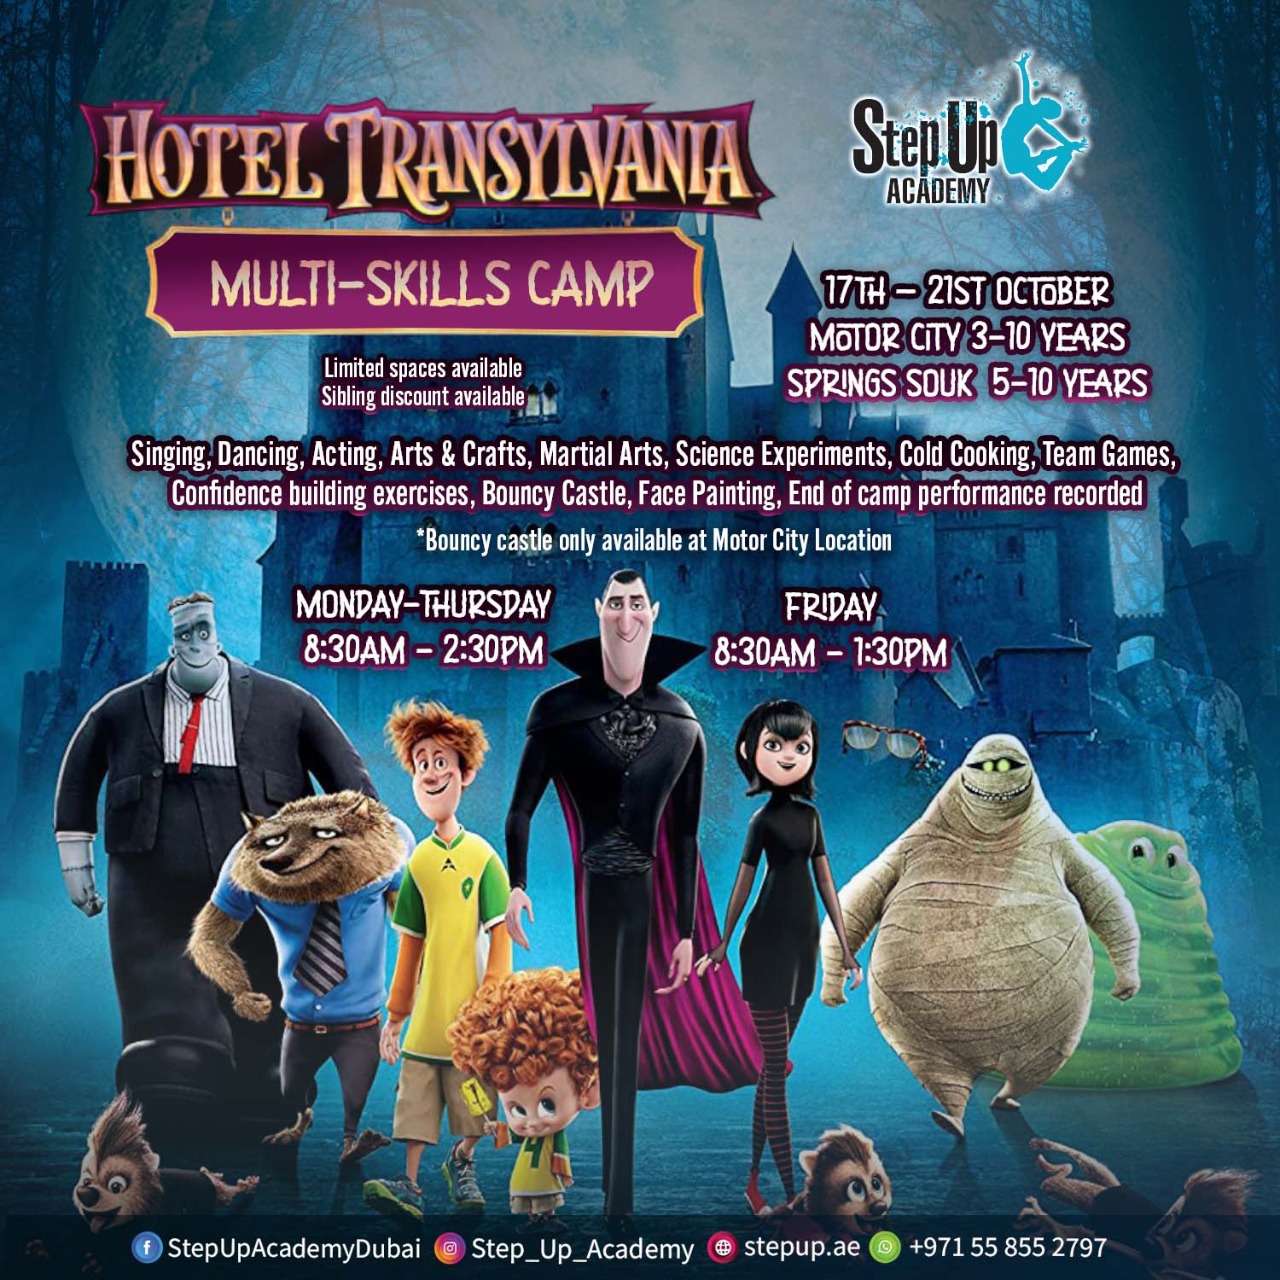 HOTEL TRANSYLVANIA
MULTI-SKILLS CAMP
Step Up
ACADEMY
17TH – 21ST OCTOBER
MOTOR CITY 3-10 YEARS
SPRINGS SOUK 5-10 YEARS
Limited spaces available
Sibling discount available
Singing, Dancing, Acting, Arts & Crafts, Martial Arts, Science Experiments, Cold Cooking, Team Games,
Confidence building exercises, Bouncy Castle, Face Painting, End of camp performance recorded
*Bouncy castle only available at Motor City Location
MONDAY-THURSDAY
8:30AM – 2:30PM
FRIDAY
8:30AM – 1:30PM
StepUpAcademyDubai Step_Up_Academy stepup.ae +971 55 855 2797